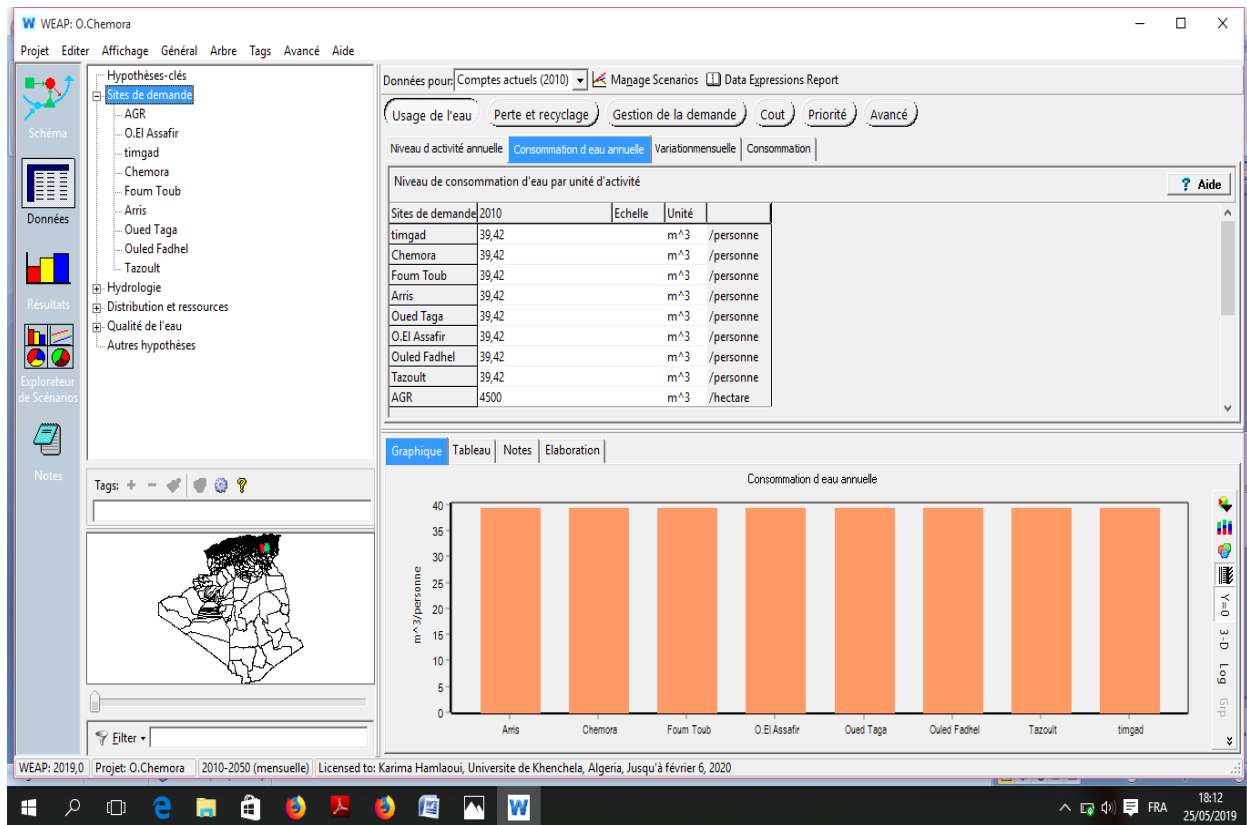 WEAP: O.Chemora
Projet Editer Affichage Général Arbre Tags Avancé Aide
Schéma
Données
Résultats
Explorateur
de Scénarios
Notes
Hypothèses-clés
Sites de demande
AGR
O.El Assafir
timgad
Chemora
Foum Toub
Arris
Oued Taga
Ouled Fadhel
Tazoult
Hydrologie
Distribution et ressources
Qualité de l'eau
Autres hypothèses
Tags:
Filter
Données pour: Comptes actuels (2010) Manage Scenarios Data Expressions Report
Usage de l'eau Perte et recyclage Gestion de la demande Cout Priorité Avancé
Niveau d activité annuelle Consommation d eau annuelle Variationmensuelle Consommation
Niveau de consommation d'eau par unité d'activité
? Aide
Sites de demande 2010 Echelle Unité
timgad 39,42 m^3 /personne
Chemora 39,42 m^3 /personne
Foum Toub 39,42 m^3 /personne
Arris 39,42 m^3 /personne
Oued Taga 39,42 m^3 /personne
O.El Assafir 39,42 m^3 /personne
Ouled Fadhel 39,42 m^3 /personne
Tazoult 39,42 m^3 /personne
AGR 4500 m^3 /hectare
Graphique Tableau Notes Elaboration
Consommation d eau annuelle
m^3/personne
40
35
30
25
20
15
10
5
0
Arris Chemora Foum Toub O.El Assafir Oued Taga Ouled Fadhel Tazoult timgad
Y=0
3-D
Log
Grp
WEAP: 2019,0 Projet: O.Chemora 2010-2050 (mensuelle) Licensed to: Karima Hamlaoui, Universite de Khenchela, Algeria, Jusqu'à février 6, 2020
FRA
18:12
25/05/2019